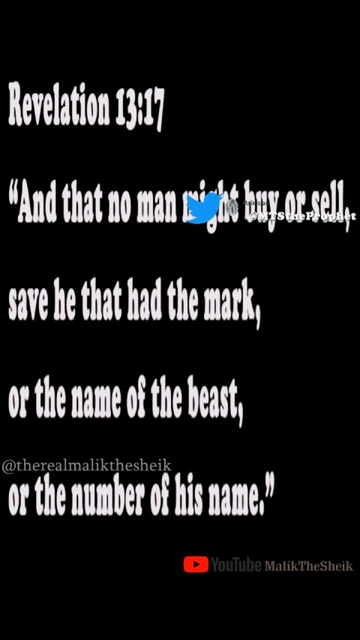 Revelation 13:17
“And that no man might buy or sell,
@MTStheProphet
save he that had the mark,
or the name of the beast,
@therealmalikthesheik
or the number of his name.”
YouTube MalikTheSheik